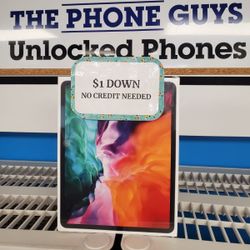 THE PHONE GUYS
Unlocked Phones
$1 DOWN
NO CREDIT NEEDED